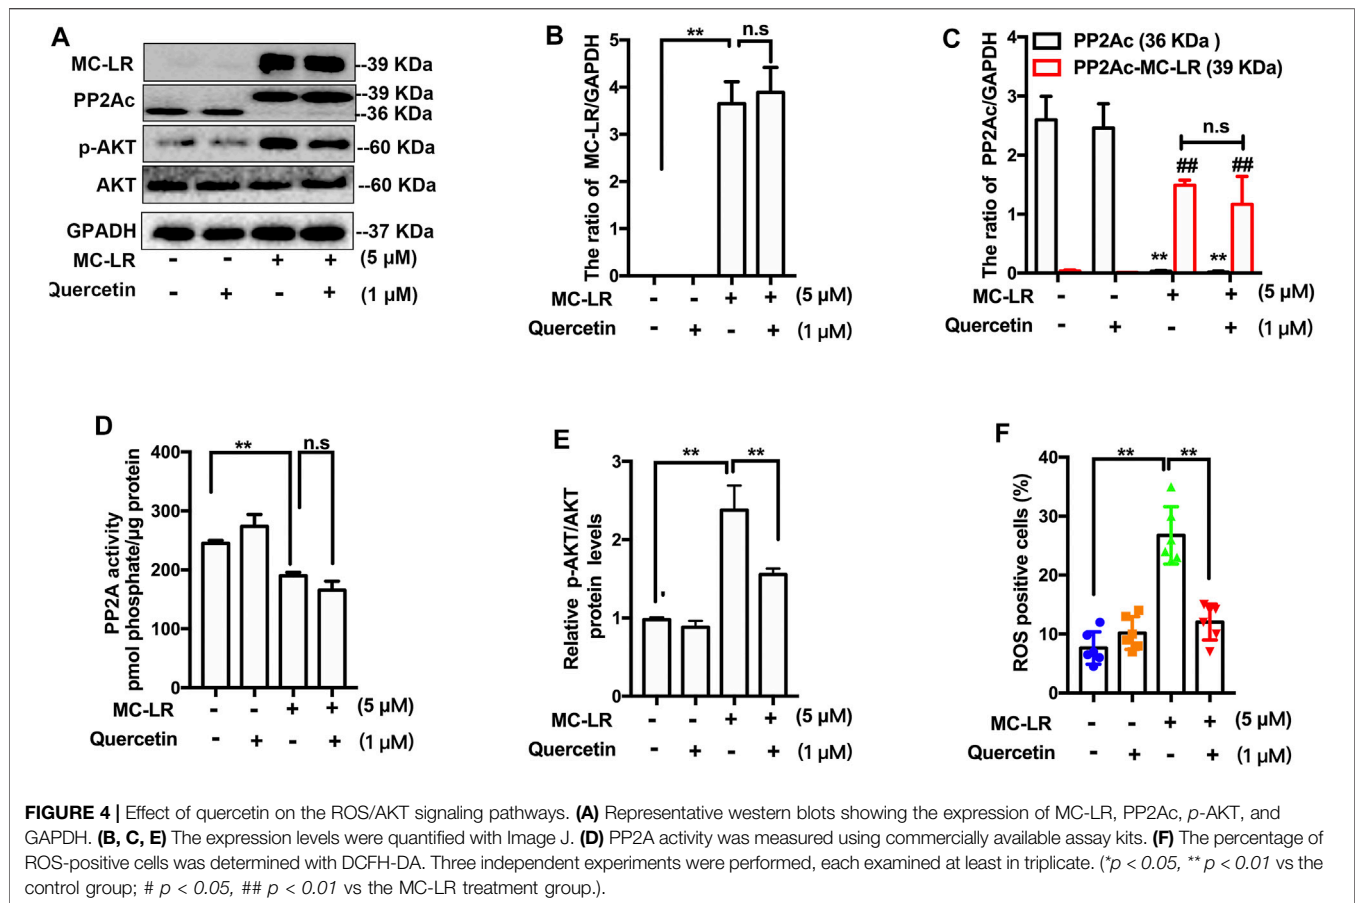 A
MC-LR
--39 KDa
PP2Ac
--39 KDa
--36 KDa
p-AKT
--60 KDa
AKT
--60 KDa
GPADH
--37 KDa
MC-LR - - + + (5 µM)
Quercetin - + - + (1 µM)
B
The ratio of MC-LR/GAPDH
5
4
3
2
1
0
** n.s
MC-LR - - + + (5 µM)
Quercetin - + - + (1 µM)
C
The ratio of PP2Ac/GAPDH
4
3
2
1
0
PP2Ac (36 KDa )
PP2Ac-MC-LR (39 KDa)
n.s
## ##
** **
MC-LR - - + + (5 µM)
Quercetin - + - + (1 µM)
D
PP2A activity
pmol phosphate/µg protein
400
300
200
100
0
** n.s
MC-LR - - + + (5 µM)
Quercetin - + - + (1 µM)
E
Relative p-AKT/AKT
protein levels
3
2
1
0
** **
MC-LR - - + + (5 µM)
Quercetin - + - + (1 µM)
F
ROS positive cells (%)
40
30
20
10
0
** **
MC-LR - - + + (5 µM)
Quercetin - + - + (1 µM)
FIGURE 4 | Effect of quercetin on the ROS/AKT signaling pathways. (A) Representative western blots showing the expression of MC-LR, PP2Ac, p-AKT, and
GAPDH. (B, C, E) The expression levels were quantified with Image J. (D) PP2A activity was measured using commercially available assay kits. (F) The percentage of
ROS-positive cells was determined with DCFH-DA. Three independent experiments were performed, each examined at least in triplicate. (*p < 0.05, ** p < 0.01 vs the
control group; # p < 0.05, ## p < 0.01 vs the MC-LR treatment group.).